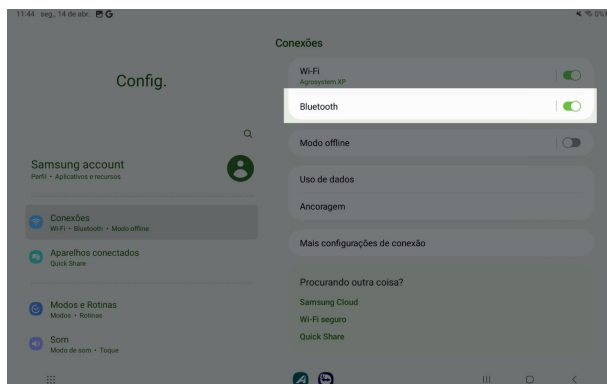 11:44 seg., 14 de abr.
0%
Config.
Samsung account
Perfil • Aplicativos e recursos
Conexões
Wi-Fi • Bluetooth • Modo offline
Aparelhos conectados
Quick Share
Modos e Rotinas
Modos • Rotinas
Som
Modo de som • Toque
Conexões
Wi-Fi
Agrosystem XP
Bluetooth
Modo offline
Uso de dados
Ancoragem
Mais configurações de conexão
Procurando outra coisa?
Samsung Cloud
Wi-Fi seguro
Quick Share